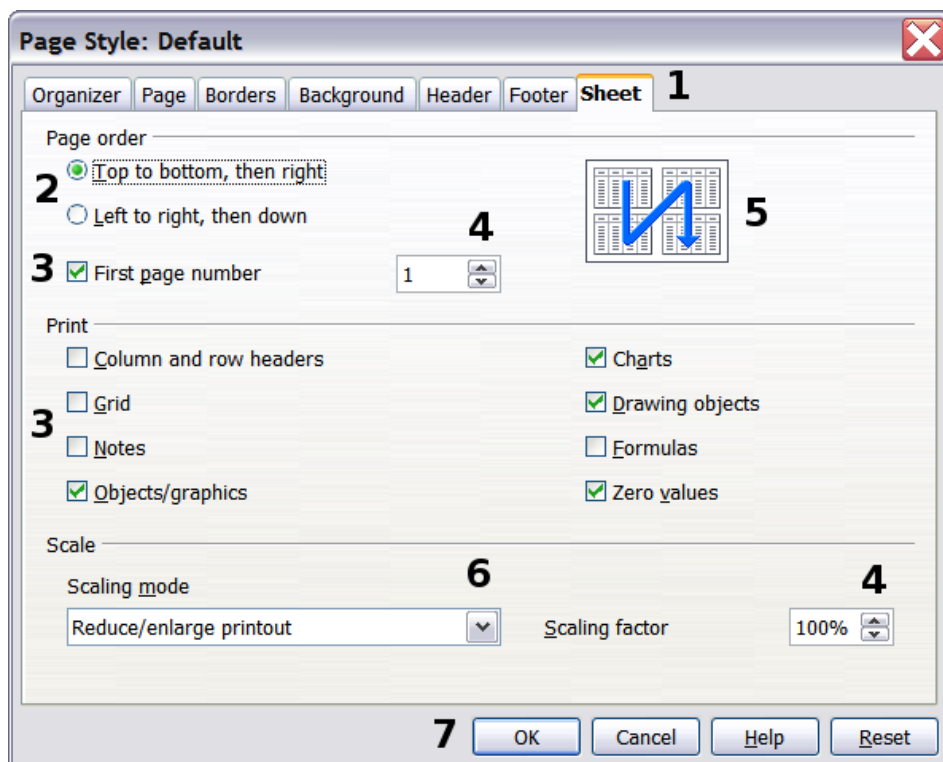 Page Style: Default
Organizer Page Borders Background Header Footer Sheet 1
Page order
2 Top to bottom, then right
Left to right, then down
4
5
3 First page number 1
Print
Column and row headers Charts
Grid Drawing objects
3
Notes Formulas
Objects/graphics Zero values
Scale
Scaling mode 6 4
Reduce/enlarge printout Scaling factor 100%
7 OK Cancel Help Reset